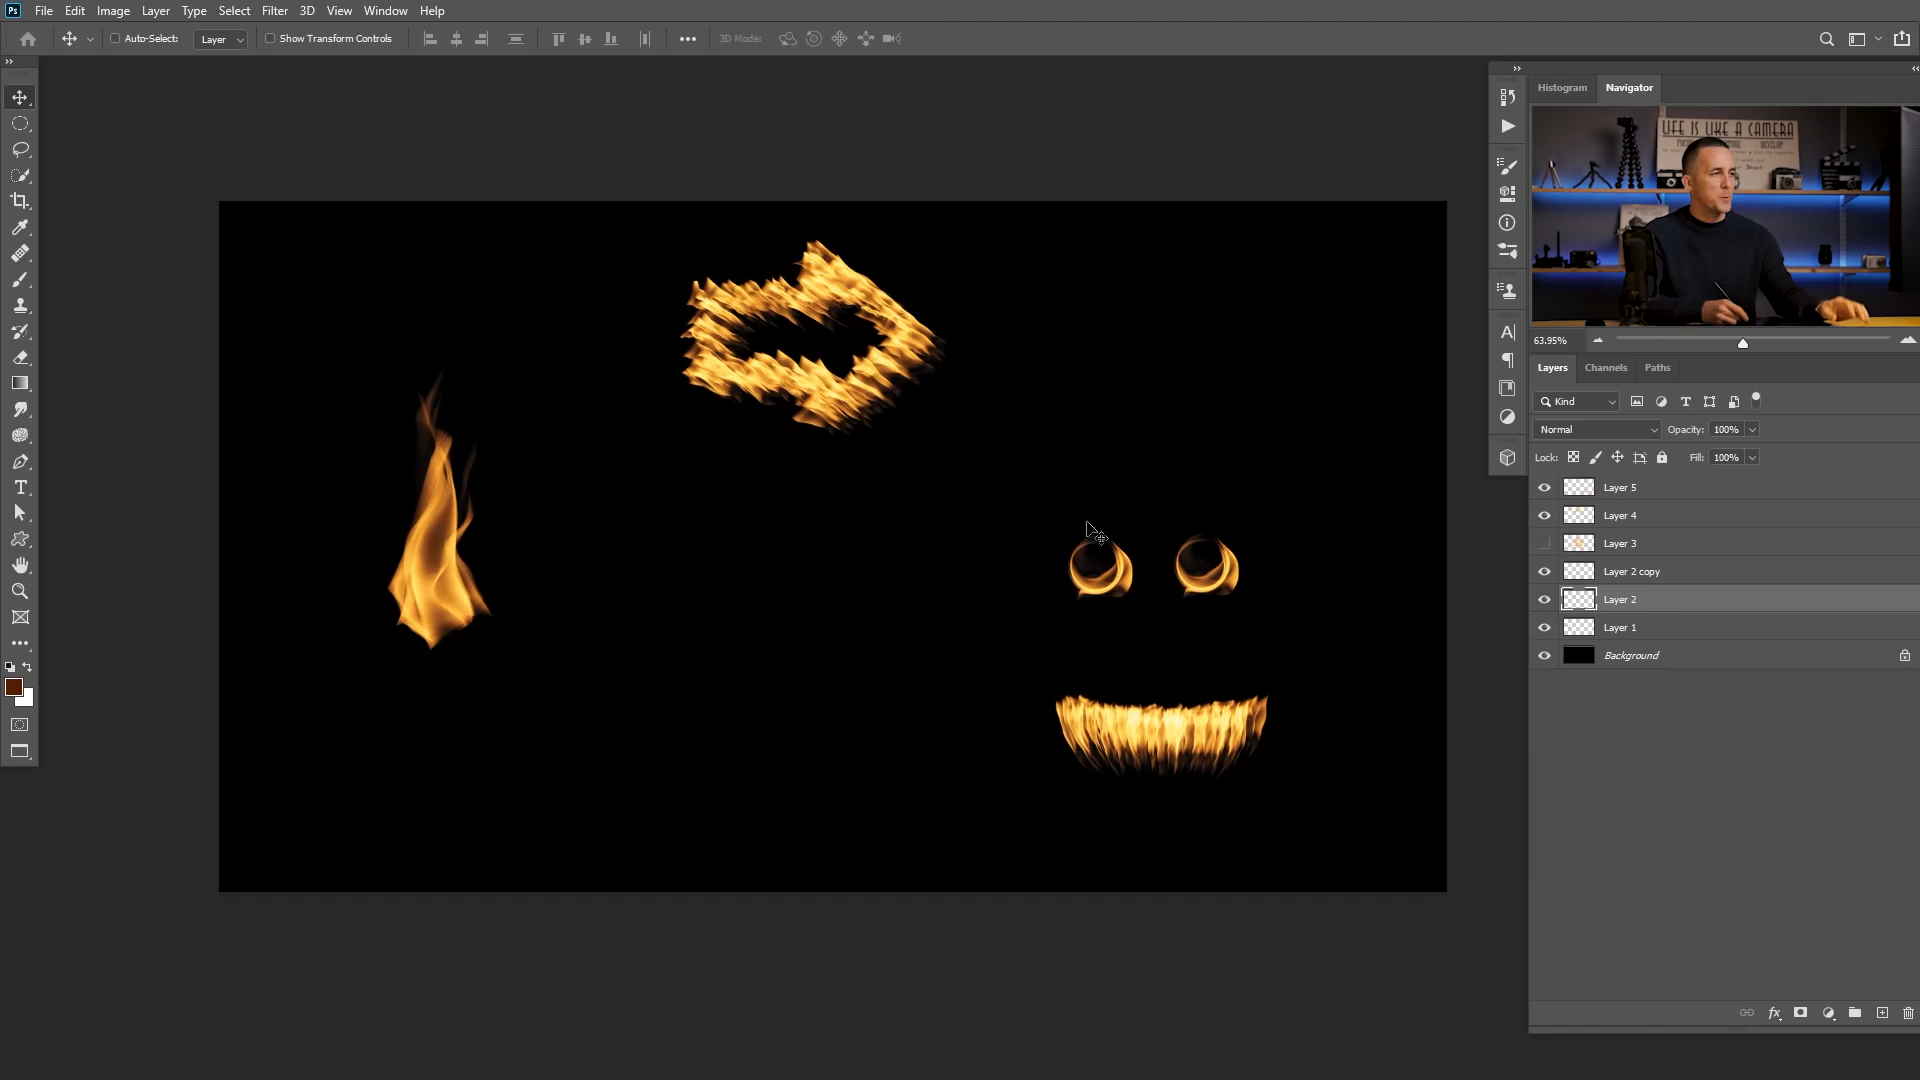 Ps File Edit Image Layer Type Select Filter 3D View Window Help
Auto-Select: Layer Show Transform Controls 3D Mode:
Histogram Navigator
LIFE IS LIKE A CAMERA
63.95%
Layers Channels Paths
Kind
Normal Opacity: 100%
Lock: Fill: 100%
Layer 5
Layer 4
Layer 3
Layer 2 copy
Layer 2
Layer 1
Background